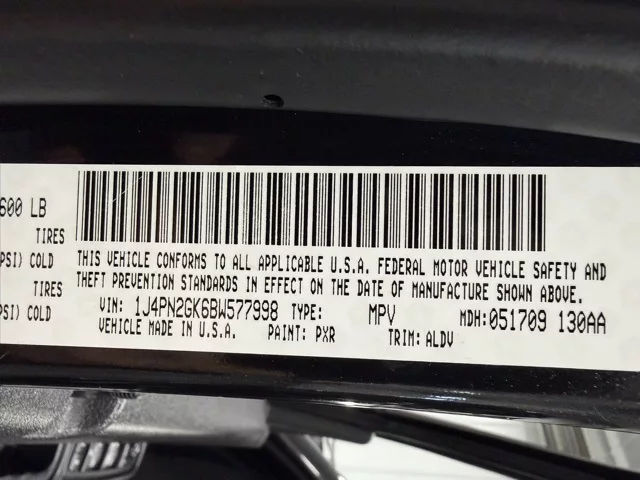 600 LB
TIRES
PSI) COLD
TIRES
PSI) COLD
THIS VEHICLE CONFORMS TO ALL APPLICABLE U.S.A. FEDERAL MOTOR VEHICLE SAFETY AND
THEFT PREVENTION STANDARDS IN EFFECT ON THE DATE OF MANUFACTURE SHOWN ABOVE.
VIN: 1J4PN2GK6BW577998 TYPE: MPV MDH:051709 130AA
VEHICLE MADE IN U.S.A. PAINT: PXR TRIM: ALDV